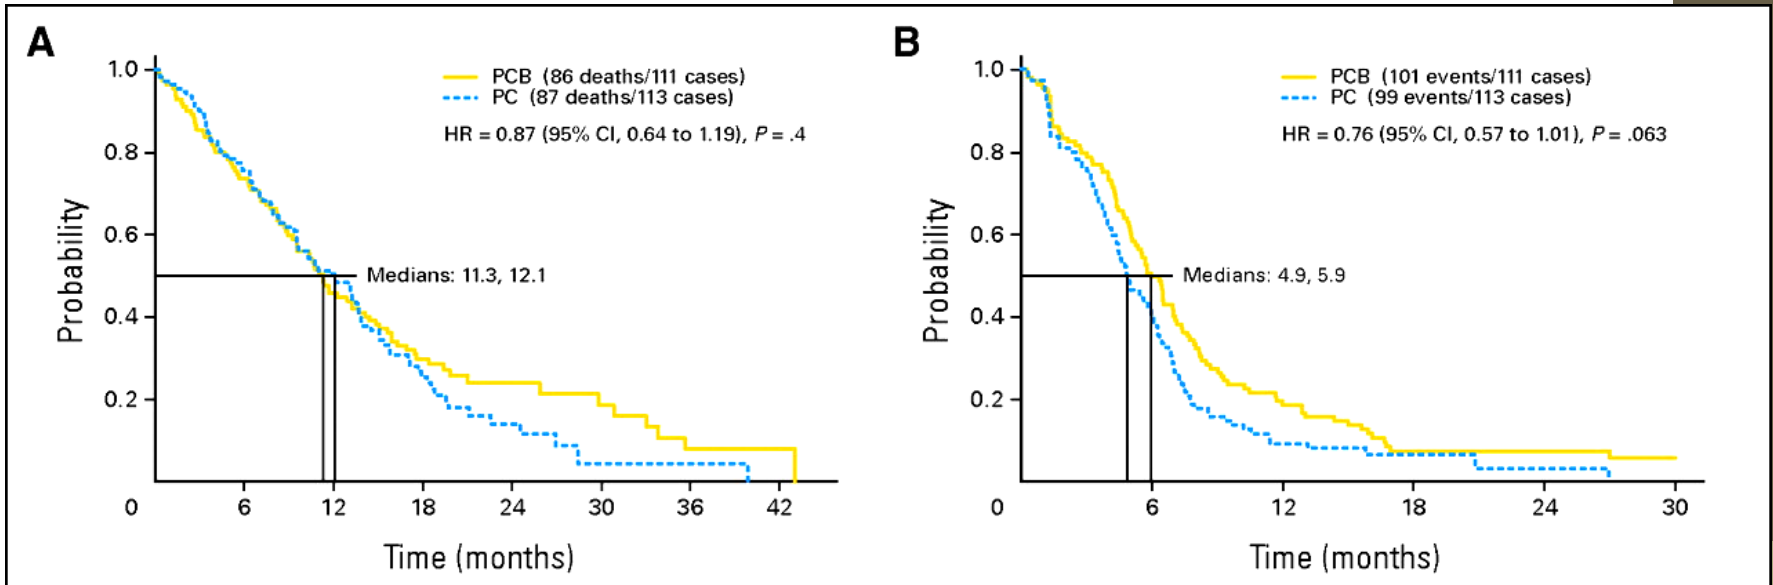 A
PCB (86 deaths/111 cases)
PC (87 deaths/113 cases)
HR = 0.87 (95% CI, 0.64 to 1.19), P = .4
Probability
1.0
0.8
0.6
0.4
0.2
Medians: 11.3, 12.1
0 6 12 18 24 30 36 42
Time (months)
B
PCB (101 events/111 cases)
PC (99 events/113 cases)
HR = 0.76 (95% CI, 0.57 to 1.01), P = .063
Probability
1.0
0.8
0.6
0.4
0.2
Medians: 4.9, 5.9
0 6 12 18 24 30
Time (months)